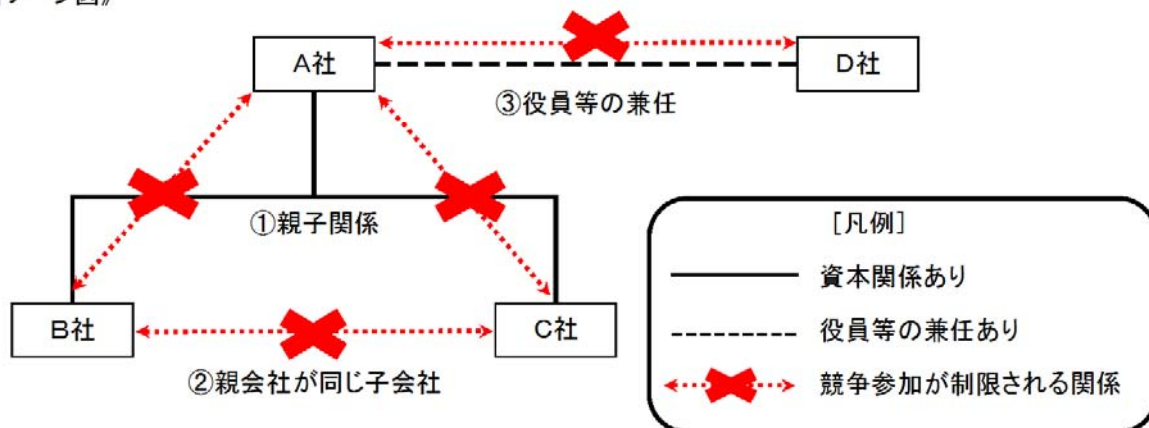 A社
D社
③役員等の兼任
①親子関係
B社
C社
②親会社が同じ子会社
[凡例]
資本関係あり
役員等の兼任あり
競争参加が制限される関係